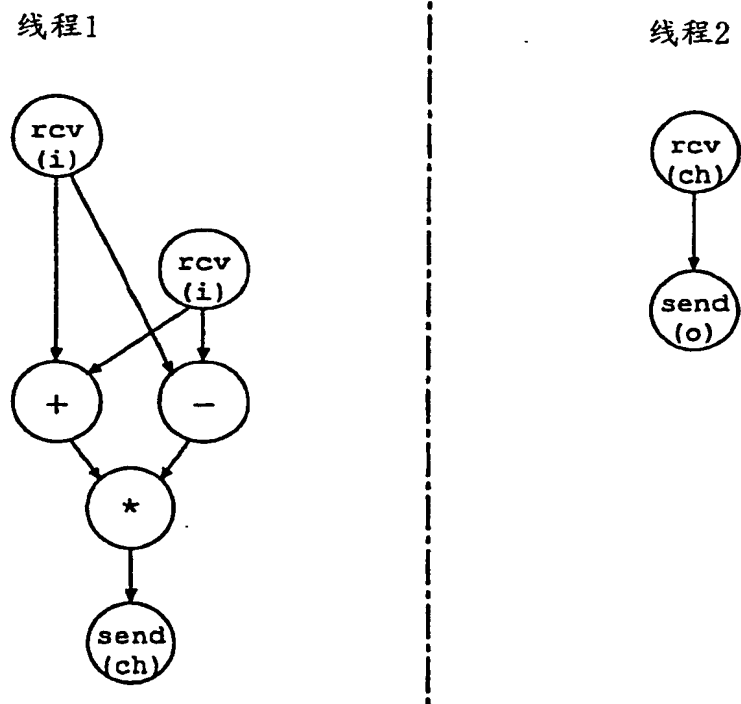 线程1
线程2
rcv
(i)
rcv
(ch)
rcv
(i)
send
(o)
+
−
*
send
(ch)